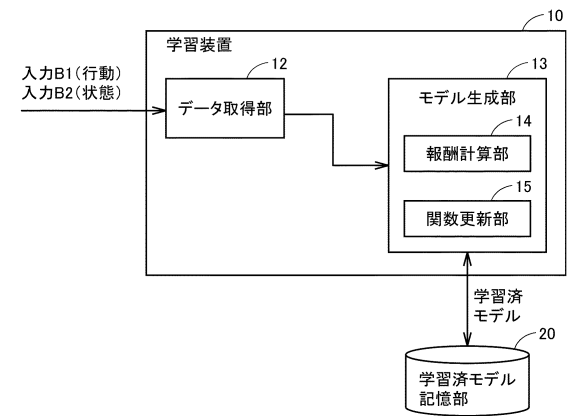 10
学習装置
入力B1(行動)
入力B2(状態)
12
データ取得部
13
モデル生成部
14
報酬計算部
15
関数更新部
学習済
モデル
20
学習済モデル
記憶部